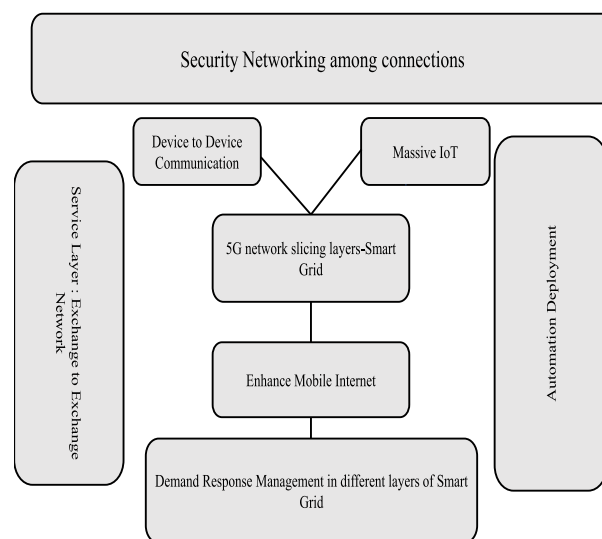 Security Networking among connections
Device to Device
Communication
Massive IoT
Service Layer : Exchange to Exchange
Network
5G network slicing layers-Smart
Grid
Automation Deployment
Enhance Mobile Internet
Demand Response Management in different layers of Smart
Grid